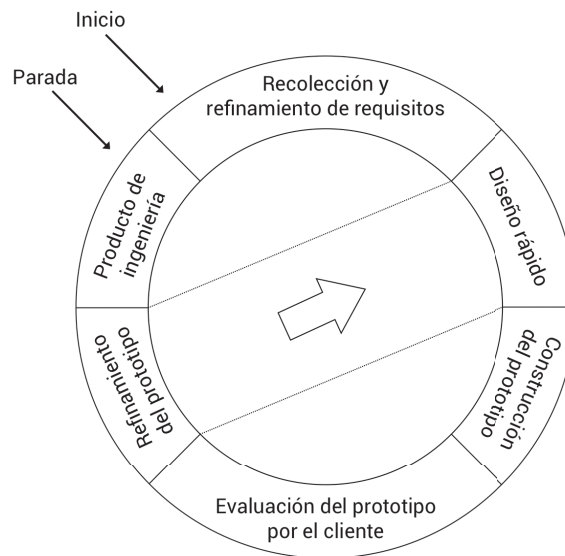 Inicio
Parada
Recolección y
refinamiento de requisitos
Diseño rápido
Construcción
del prototipo
Evaluación del prototipo
por el cliente
Refinamiento
del prototipo
Producto de
ingeniería